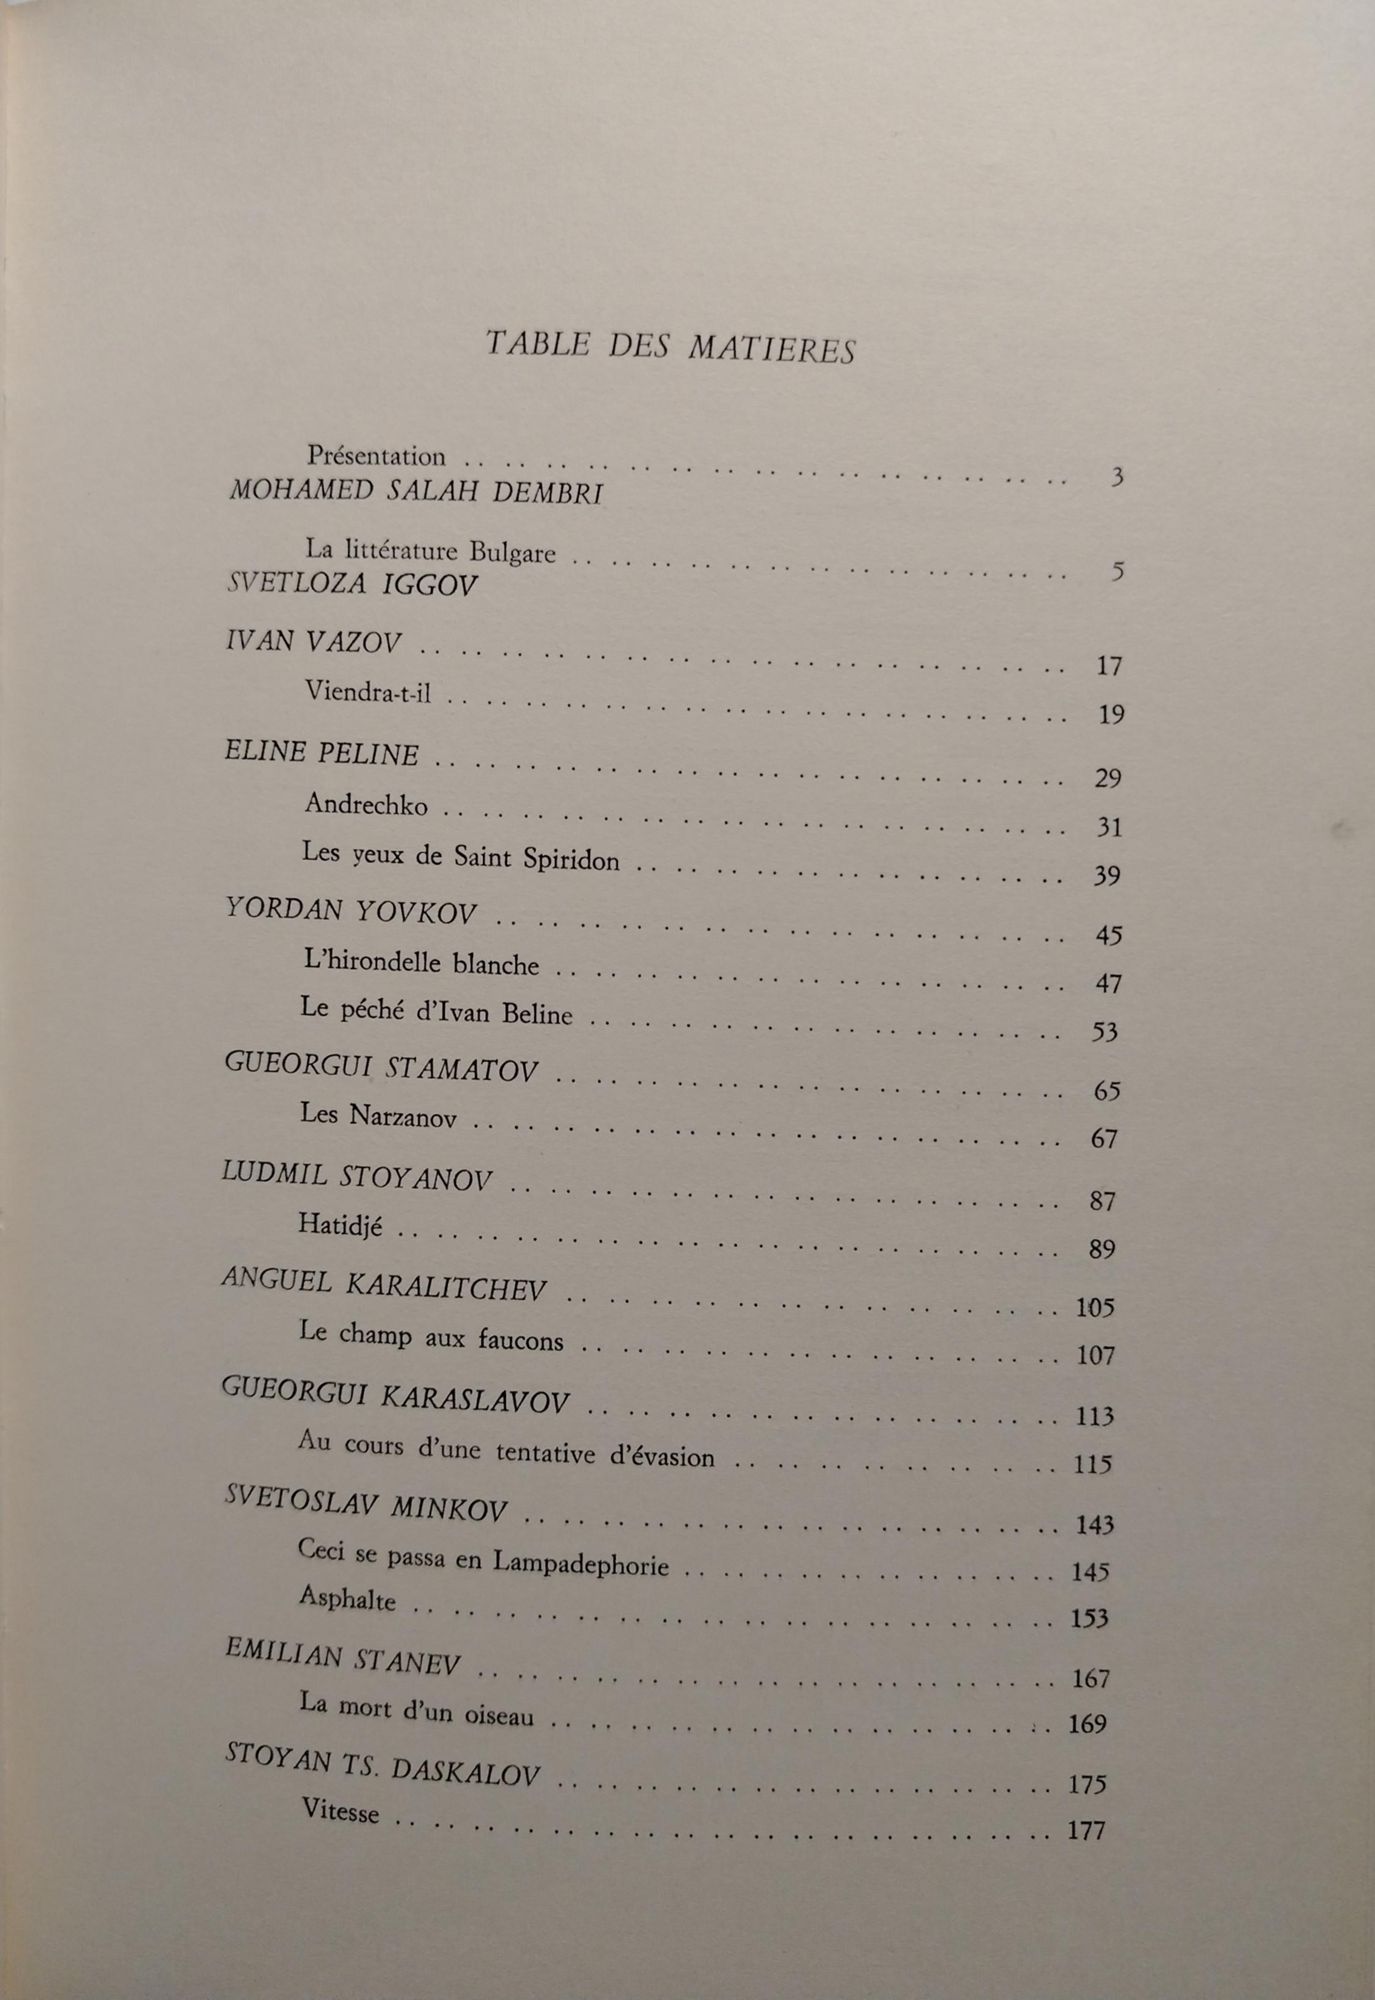 TABLE DES MATIERES
Présentation .. .. .. .. .. .. .. .. .. .. .. .. .. .. .. 3
MOHAMED SALAH DEMBRI
La littérature Bulgare .. .. .. .. .. .. .. .. .. .. .. .. .. 5
SVETLOZA IGGOV
IVAN VAZOV .. .. .. .. .. .. .. .. .. .. .. .. .. .. .. .. 17
Viendra-t-il .. .. .. .. .. .. .. .. .. .. .. .. .. .. .. .. 19
ELINE PELINE .. .. .. .. .. .. .. .. .. .. .. .. .. .. .. .. 29
Andrechko .. .. .. .. .. .. .. .. .. .. .. .. .. .. .. .. 31
Les yeux de Saint Spiridon .. .. .. .. .. .. .. .. .. .. .. 39
YORDAN YOVKOV .. .. .. .. .. .. .. .. .. .. .. .. .. .. 45
L'hirondelle blanche .. .. .. .. .. .. .. .. .. .. .. .. .. 47
Le péché d'Ivan Beline .. .. .. .. .. .. .. .. .. .. .. .. 53
GUEORGUI STAMATOV .. .. .. .. .. .. .. .. .. .. .. .. .. 65
Les Narzanov .. .. .. .. .. .. .. .. .. .. .. .. .. .. .. 67
LUDMIL STOYANOV .. .. .. .. .. .. .. .. .. .. .. .. .. .. 87
Hatidjé .. .. .. .. .. .. .. .. .. .. .. .. .. .. .. .. .. 89
ANGUEL KARALITCHEV .. .. .. .. .. .. .. .. .. .. .. .. 105
Le champ aux faucons .. .. .. .. .. .. .. .. .. .. .. .. 107
GUEORGUI KARASLAVOV .. .. .. .. .. .. .. .. .. .. .. .. 113
Au cours d'une tentative d'évasion .. .. .. .. .. .. .. .. 115
SVETOSLAV MINKOV .. .. .. .. .. .. .. .. .. .. .. .. .. .. 143
Ceci se passa en Lampadephorie .. .. .. .. .. .. .. .. .. .. 145
Asphalte .. .. .. .. .. .. .. .. .. .. .. .. .. .. .. .. 153
EMILIAN STANEV .. .. .. .. .. .. .. .. .. .. .. .. .. .. .. 167
La mort d'un oiseau .. .. .. .. .. .. .. .. .. .. .. .. .. 169
STOYAN TS. DASKALOV .. .. .. .. .. .. .. .. .. .. .. .. .. 175
Vitesse .. .. .. .. .. .. .. .. .. .. .. .. .. .. .. .. .. 177